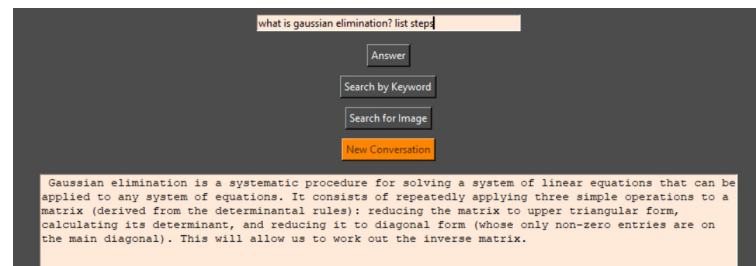 what is gaussian elimination? list steps
Answer
Search by Keyword
Search for Image
New Conversation
Gaussian elimination is a systematic procedure for solving a system of linear equations that can be
applied to any system of equations. It consists of repeatedly applying three simple operations to a
matrix (derived from the determinantal rules): reducing the matrix to upper triangular form,
calculating its determinant, and reducing it to diagonal form (whose only non-zero entries are on
the main diagonal). This will allow us to work out the inverse matrix.